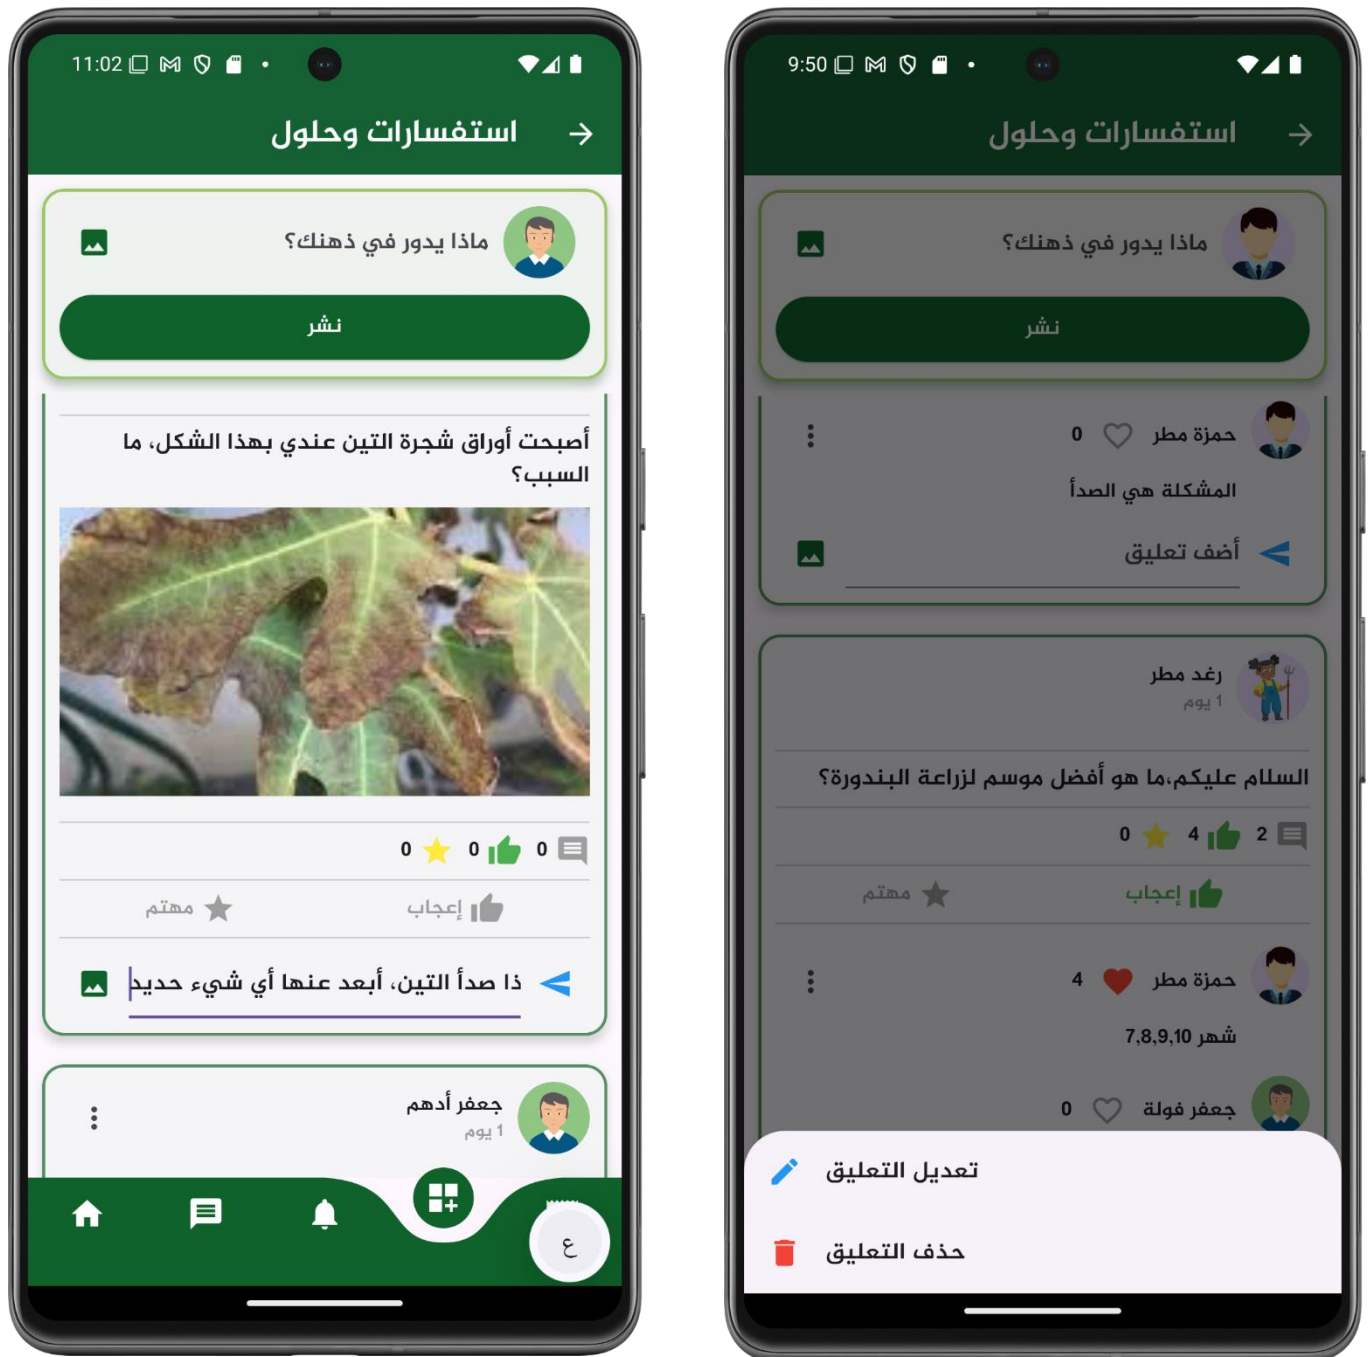 11:02
استفسارات وحلول
ماذا يدور في ذهنك؟
نشر
أصبحت أوراق شجرة التين عندي بهذا الشكل، ما
السبب؟
0 0 0
إعجاب مهتم
ذا صدأ التين، أبعد عنها أي شيء حديد
جعفر أدهم
1 يوم
ع
9:50
استفسارات وحلول
ماذا يدور في ذهنك؟
نشر
حمزة مطر 0
المشكلة هي الصدأ
أضف تعليق
رغد مطر
1 يوم
السلام عليكم،ما هو أفضل موسم لزراعة البندورة؟
2 4 0
إعجاب مهتم
حمزة مطر 4
شهر 7,8,9,10
جعفر فولة 0
تعديل التعليق
حذف التعليق